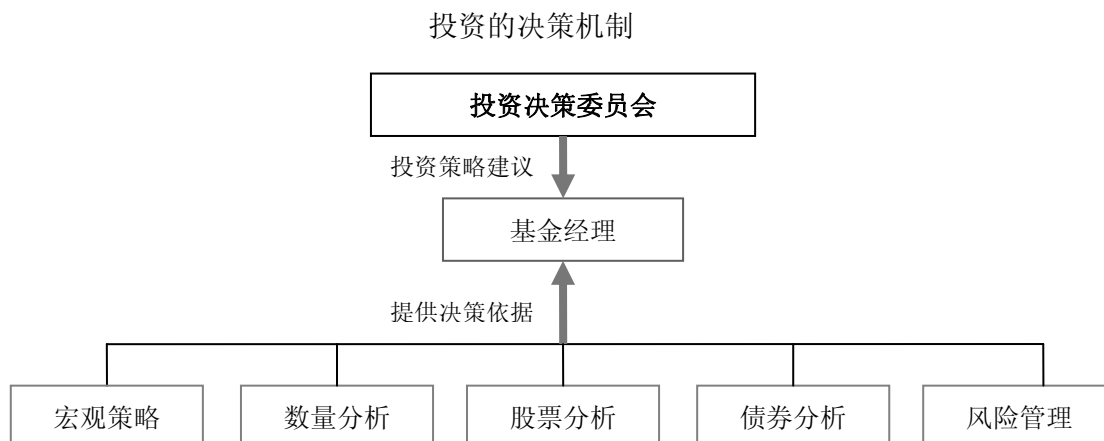 投资的决策机制
投资决策委员会
投资策略建议
基金经理
提供决策依据
宏观策略
数量分析
股票分析
债券分析
风险管理